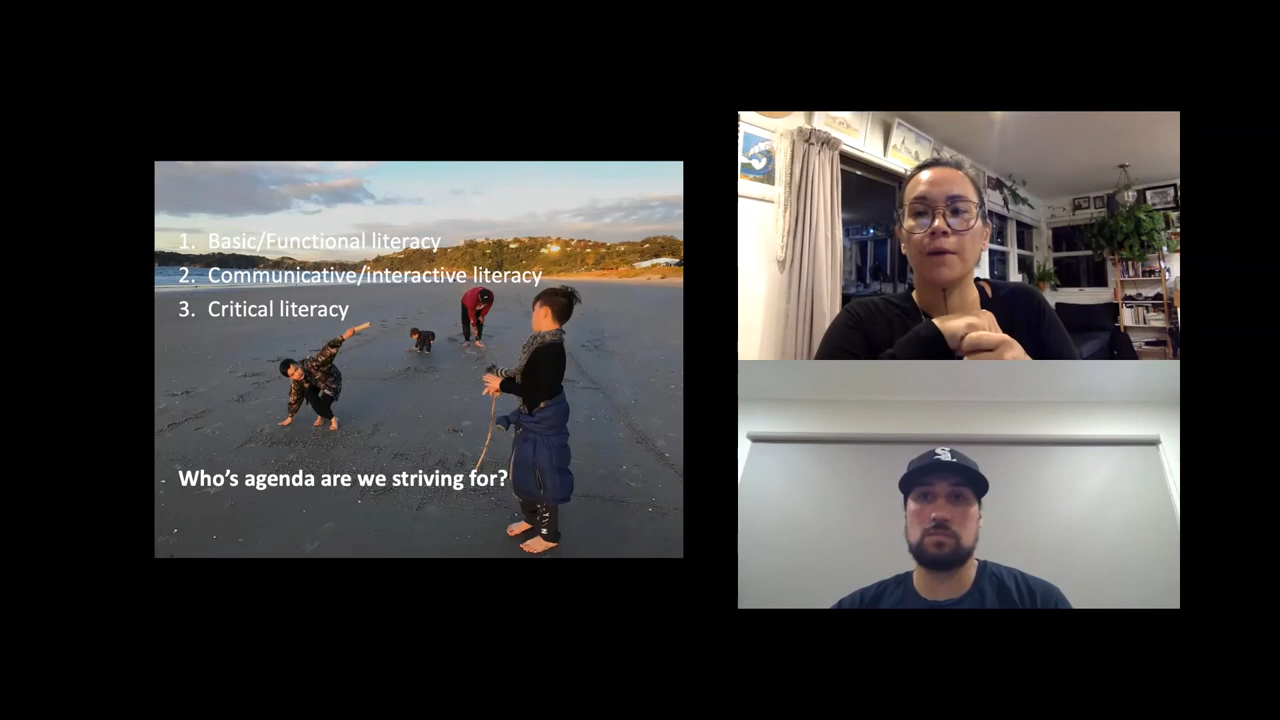 1. Basic/Functional literacy
2. Communicative/interactive literacy
3. Critical literacy
Who's agenda are we striving for?